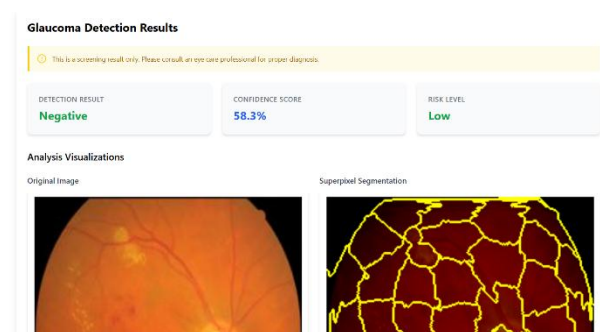 Glaucoma Detection Results
This is a screening result only. Please consult an eye care professional for proper diagnosis.
DETECTION RESULT
Negative
CONFIDENCE SCORE
58.3%
RISK LEVEL
Low
Analysis Visualizations
Original Image
Superpixel Segmentation